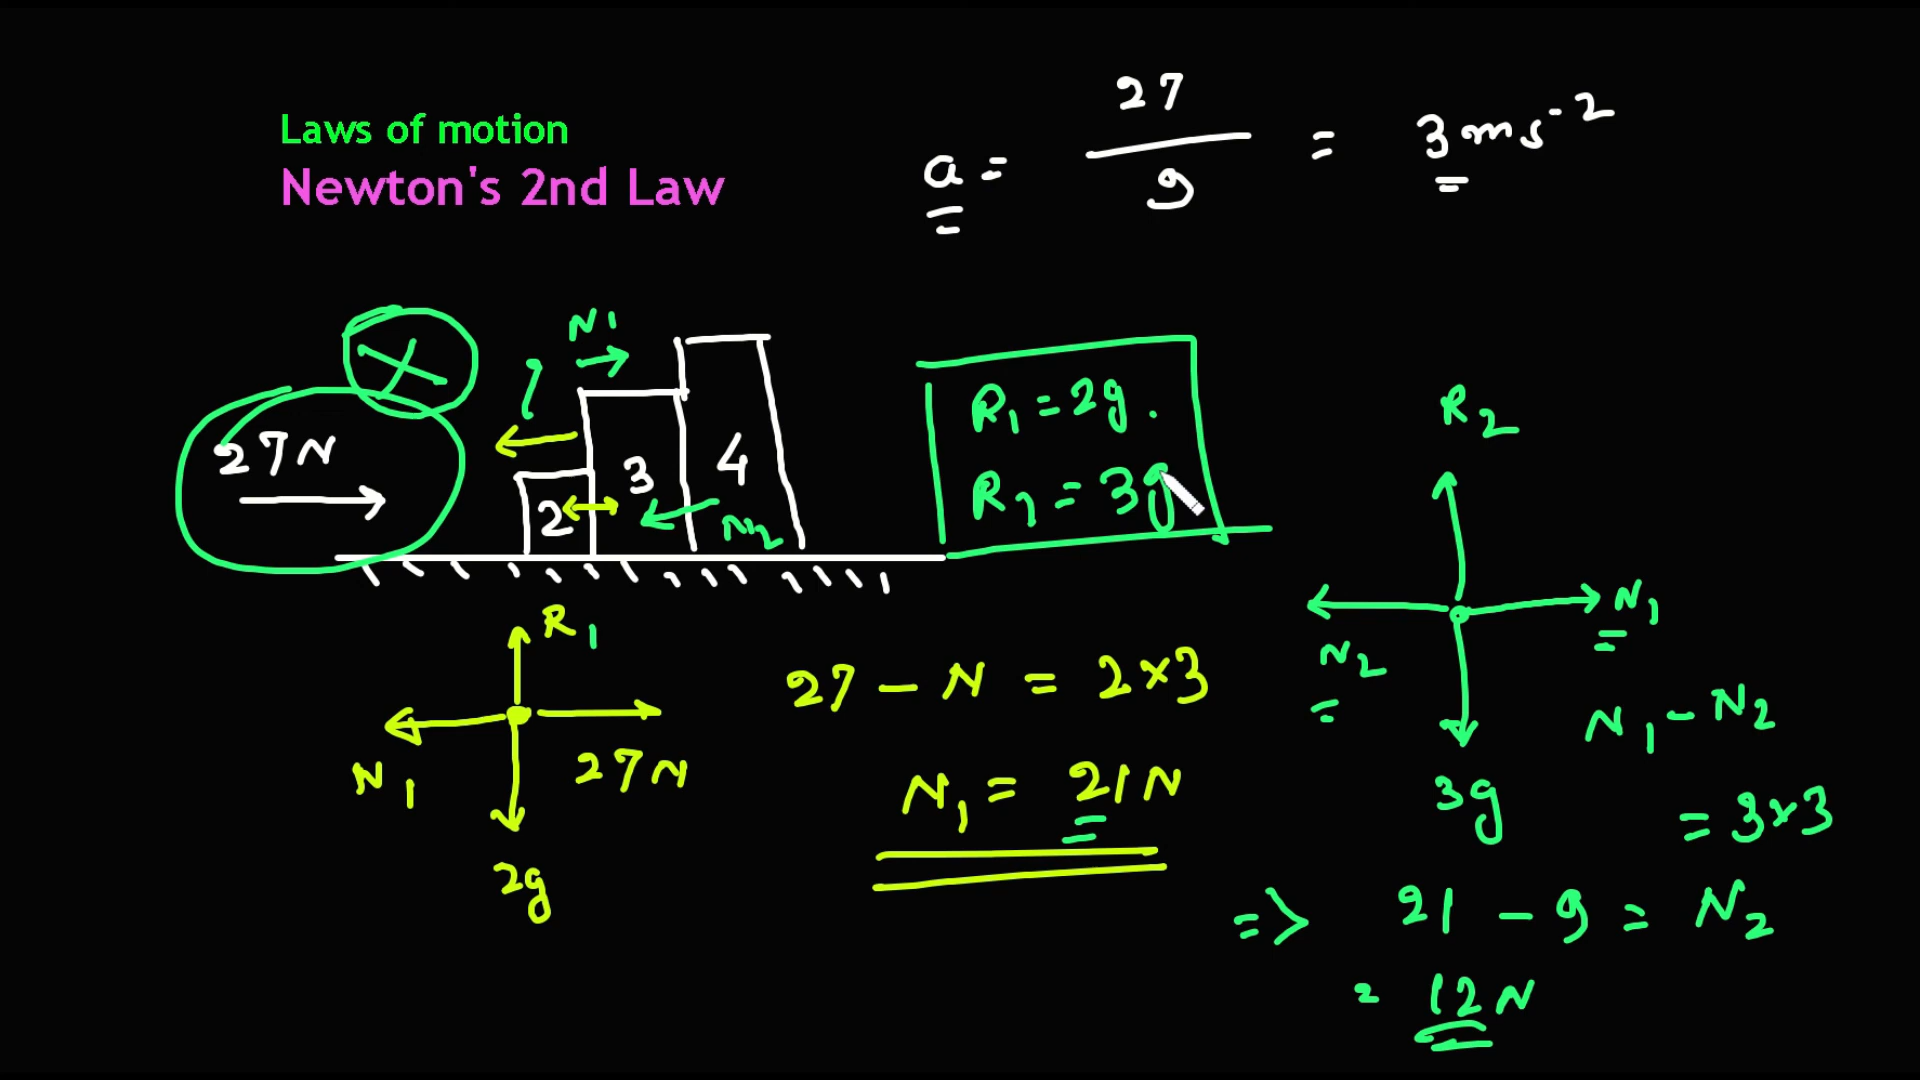 Laws of motion
Newton's 2nd Law
a = 27 / 9 = 3 ms⁻²
N1
27N
2
3
4
N2
R1 = 2g.
R2 = 3g
R1
N1
27N
2g
27 - N = 2×3
N1 = 21N
R2
N1
N2
3g
N1 - N2
= 3×3
=> 21 - 9 = N2
= 12N